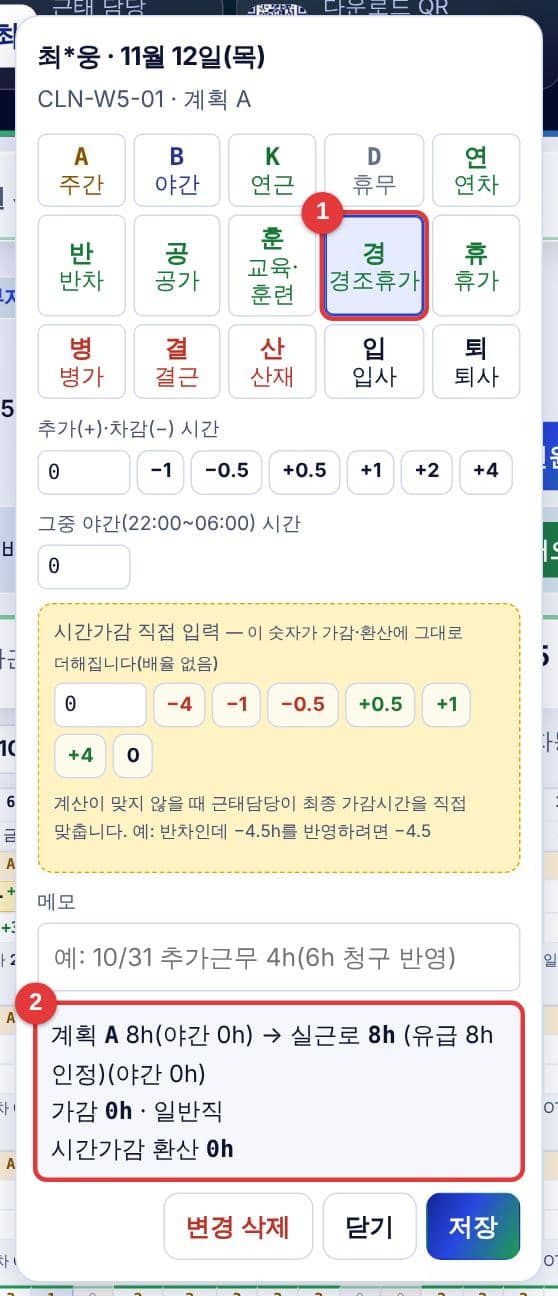 근태 담당
다운로드 QR
최*웅 · 11월 12일(목)
CLN-W5-01 · 계획 A
A
주간
B
야간
K
연근
D
휴무
연
연차
1
반
반차
공
공가
훈
교육·
훈련
경
경조휴가
휴
휴가
병
병가
결
결근
산
산재
입
입사
퇴
퇴사
추가(+)·차감(−) 시간
0 −1 −0.5 +0.5 +1 +2 +4
그중 야간(22:00~06:00) 시간
0
시간가감 직접 입력 — 이 숫자가 가감·환산에 그대로
더해집니다(배율 없음)
0 −4 −1 −0.5 +0.5 +1
+4 0
계산이 맞지 않을 때 근태담당이 최종 가감시간을 직접
맞춥니다. 예: 반차인데 −4.5h를 반영하려면 −4.5
메모
예: 10/31 추가근무 4h(6h 청구 반영)
2
계획 A 8h(야간 0h) → 실근로 8h (유급 8h
인정)(야간 0h)
가감 0h · 일반직
시간가감 환산 0h
변경 삭제 닫기 저장